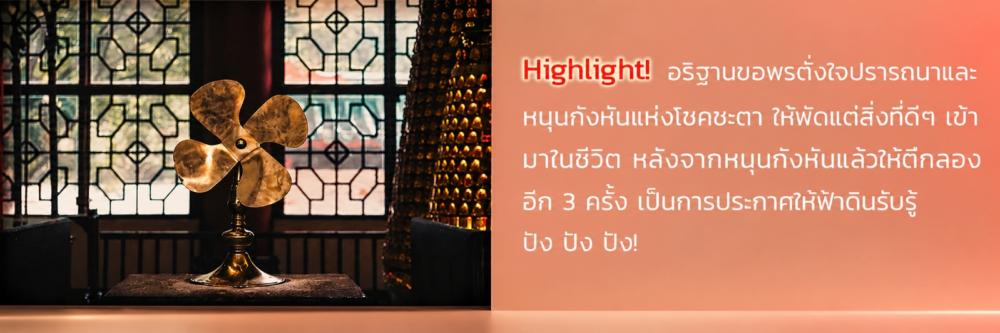 Highlight! อริฐานขอพรตั่งใจปรารถนาและ
หนุนกังหันแห่งโชคชะตา ให้พัดแต่สิ่งที่ดีๆ เข้า
มาในชีวิต หลังจากหนุนกังหันแล้วให้ตึกลอง
อีก 3 ครั้ง เป็นการประกาศให้ฟ้าดินรับรู้
ปัง ปัง ปัง!